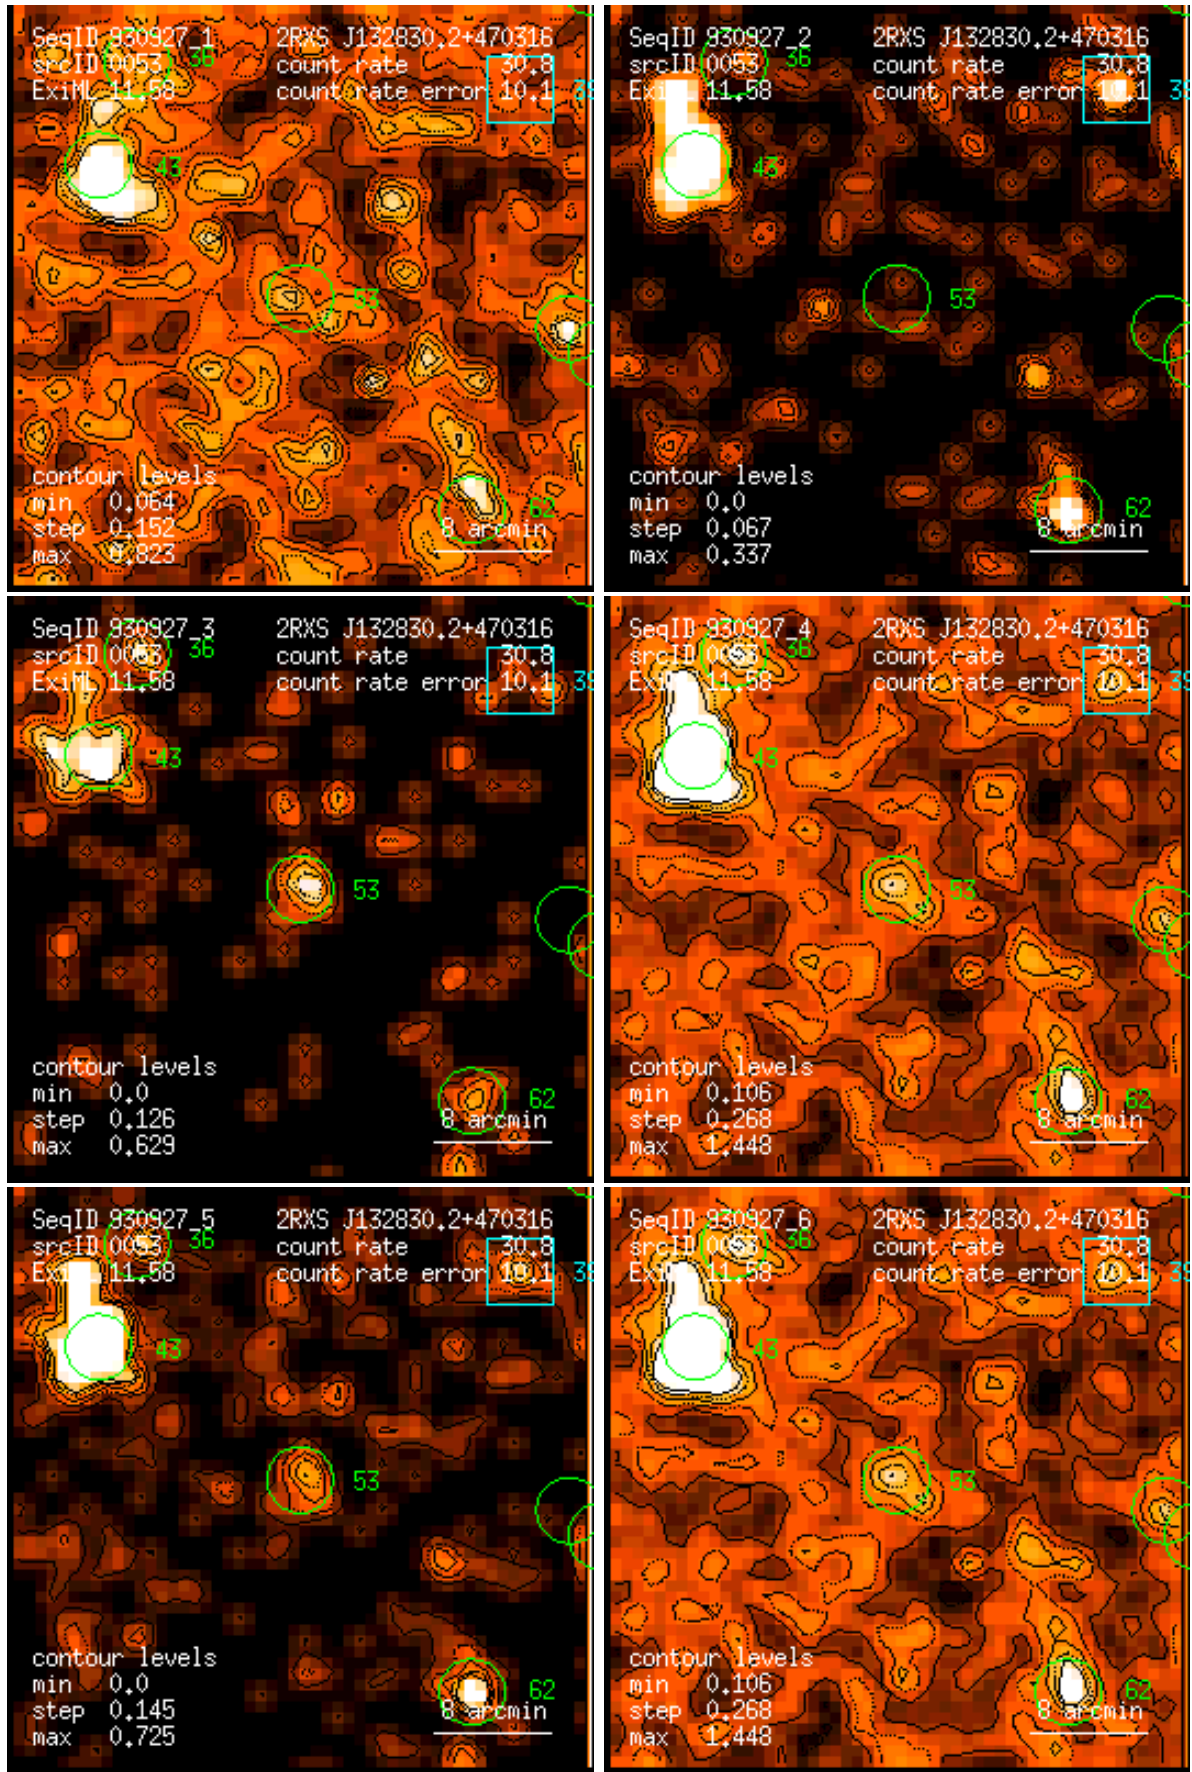 SeqID 930927_1 2RXS J132830.2+470316
srcID 0053 36 count rate 30.8
ExiML 11.58 count rate error 10.1
43
53
contour levels
min 0.064
step 0.152 62
max 0.823 8 arcmin
SeqID 930927_2 2RXS J132830.2+470316
srcID 0053 36 count rate 30.8
11.58 count rate error 10.1
43
53
contour levels
min 0.0
step 0.067 62
max 0.337 8 arcmin
SeqID 930927_3 2RXS J132830.2+470316
srcID 0053 36 count rate 30.8
ExiML 11.58 count rate error 10.1
43
53
contour levels
min 0.0
step 0.126 62
max 0.629 8 arcmin
SeqID 930927_4 2RXS J132830.2+470316
srcID 0053 36 count rate 30.8
11.58 count rate error 10.1
43
53
contour levels
min 0.106
step 0.268 62
max 1.448 8 arcmin
SeqID 930927_5 2RXS J132830.2+470316
srcID 0053 36 count rate 30.8
11.58 count rate error 10.1
43
53
contour levels
min 0.0
step 0.145 62
max 0.725 8 arcmin
SeqID 930927_6 2RXS J132830.2+470316
srcID 0053 36 count rate 30.8
11.58 count rate error 10.1
43
53
contour levels
min 0.106
step 0.268 62
max 1.448 8 arcmin